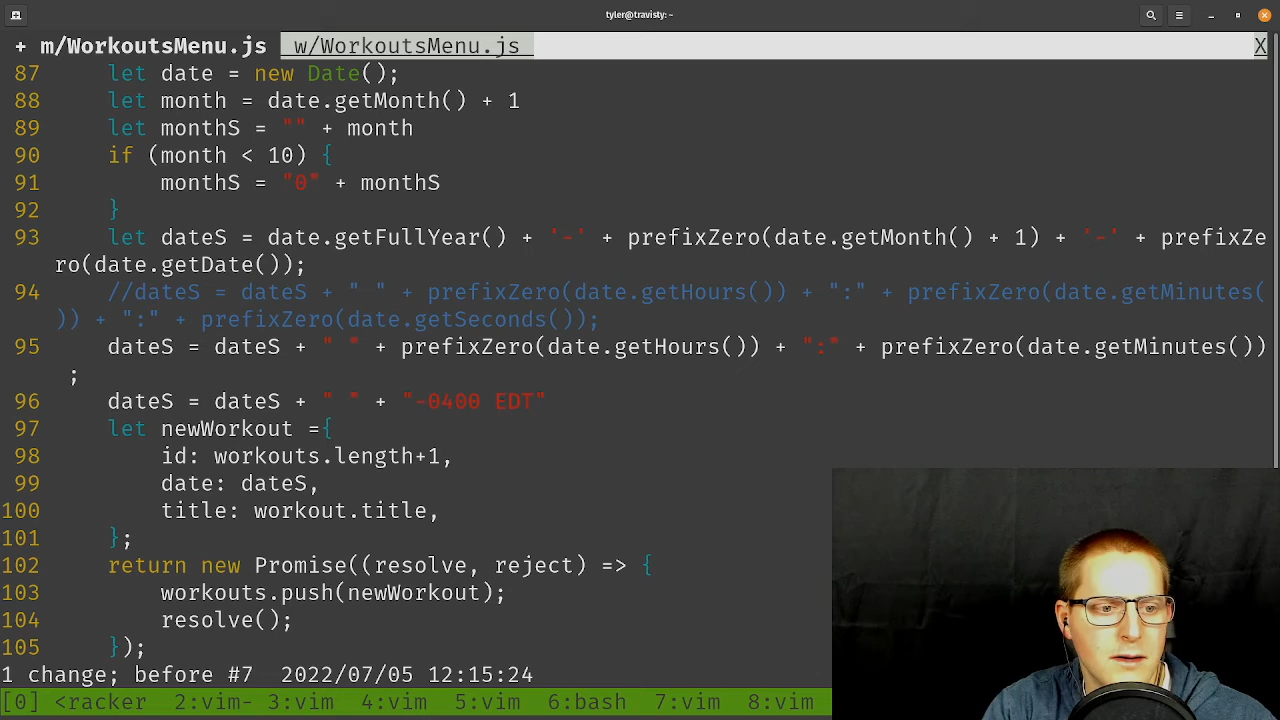 tyler@travisty: ~
+ m/WorkoutsMenu.js  w/WorkoutsMenu.js X
87     let date = new Date();
88     let month = date.getMonth() + 1
89     let monthS = "" + month
90     if (month < 10) {
91         monthS = "0" + monthS
92     }
93     let dateS = date.getFullYear() + '-' + prefixZero(date.getMonth() + 1) + '-' + prefixZe
ro(date.getDate());
94     //dateS = dateS + " " + prefixZero(date.getHours()) + ":" + prefixZero(date.getMinutes(
)) + ":" + prefixZero(date.getSeconds());
95     dateS = dateS + " " + prefixZero(date.getHours()) + ":" + prefixZero(date.getMinutes())
;
96     dateS = dateS + " " + "-0400 EDT"
97     let newWorkout ={
98         id: workouts.length+1,
99         date: dateS,
100         title: workout.title,
101     };
102     return new Promise((resolve, reject) => {
103         workouts.push(newWorkout);
104         resolve();
105     });
1 change; before #7  2022/07/05 12:15:24
[0] <racker  2:vim- 3:vim  4:vim  5:vim  6:bash  7:vim  8:vim